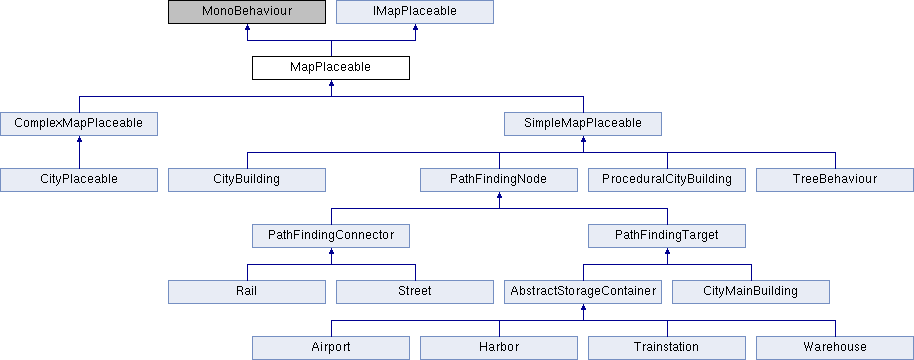 MonoBehaviour
IMapPlaceable
MapPlaceable
ComplexMapPlaceable
SimpleMapPlaceable
CityPlaceable
CityBuilding
PathFindingNode
ProceduralCityBuilding
TreeBehaviour
PathFindingConnector
PathFindingTarget
Rail
Street
AbstractStorageContainer
CityMainBuilding
Airport
Harbor
Trainstation
Warehouse